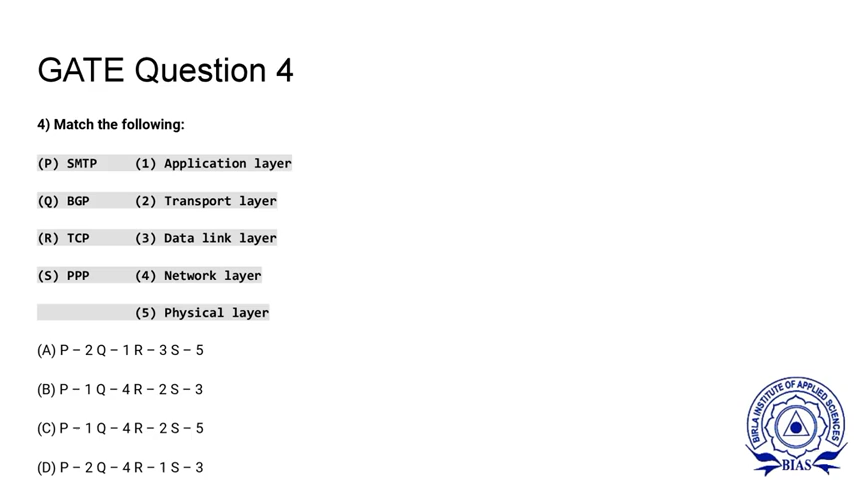 GATE Question 4
4) Match the following:
(P) SMTP (1) Application layer
(Q) BGP (2) Transport layer
(R) TCP (3) Data link layer
(S) PPP (4) Network layer
(5) Physical layer
(A) P – 2 Q – 1 R – 3 S – 5
(B) P – 1 Q – 4 R – 2 S – 3
(C) P – 1 Q – 4 R – 2 S – 5
(D) P – 2 Q – 4 R – 1 S – 3
BIRLA INSTITUTE OF APPLIED SCIENCES
BIAS